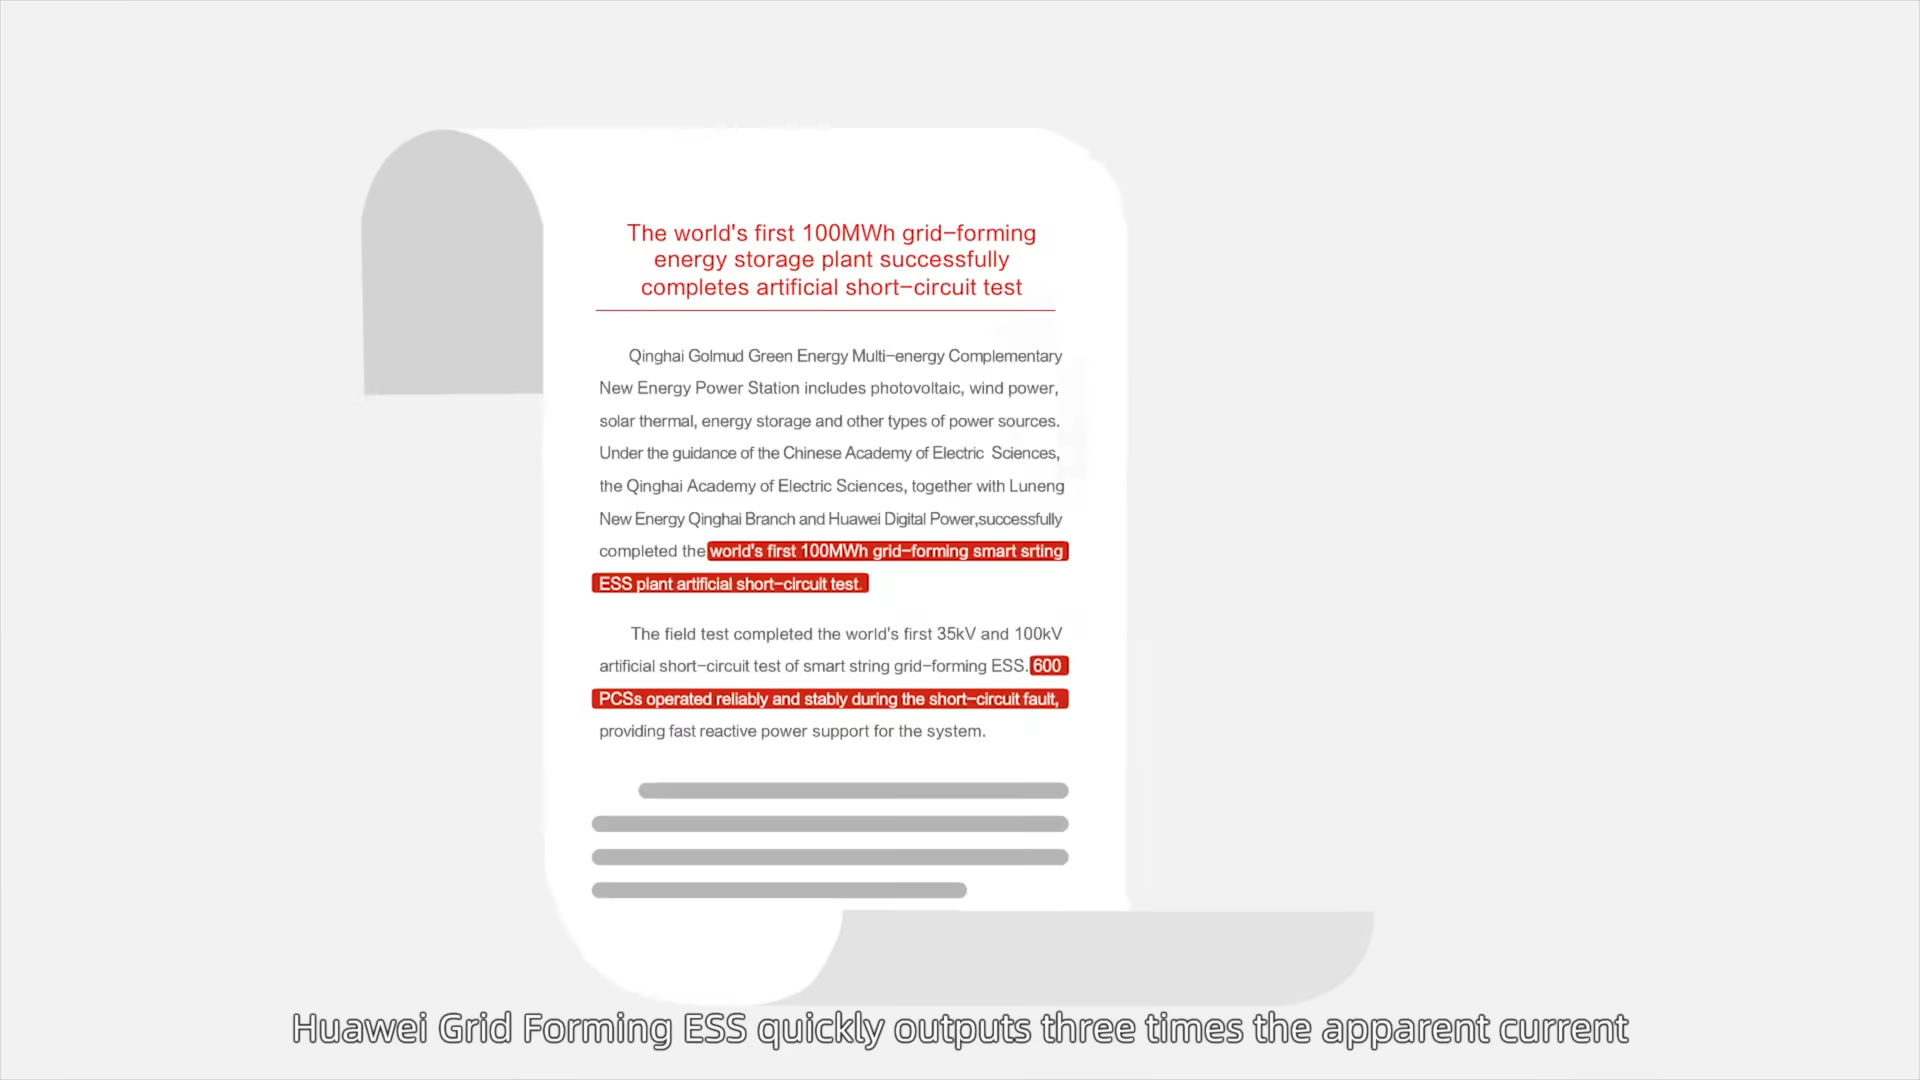 The world's first 100MWh grid-forming
energy storage plant successfully
completes artificial short-circuit test
Qinghai Golmud Green Energy Multi-energy Complementary
New Energy Power Station includes photovoltaic, wind power,
solar thermal, energy storage and other types of power sources.
Under the guidance of the Chinese Academy of Electric Sciences,
the Qinghai Academy of Electric Sciences, together with Luneng
New Energy Qinghai Branch and Huawei Digital Power,successfully
completed the world's first 100MWh grid-forming smart srting
ESS plant artificial short-circuit test.
The field test completed the world's first 35kV and 100kV
artificial short-circuit test of smart string grid-forming ESS. 600
PCSs operated reliably and stably during the short-circuit fault,
providing fast reactive power support for the system.
Huawei Grid Forming ESS quickly outputs three times the apparent current